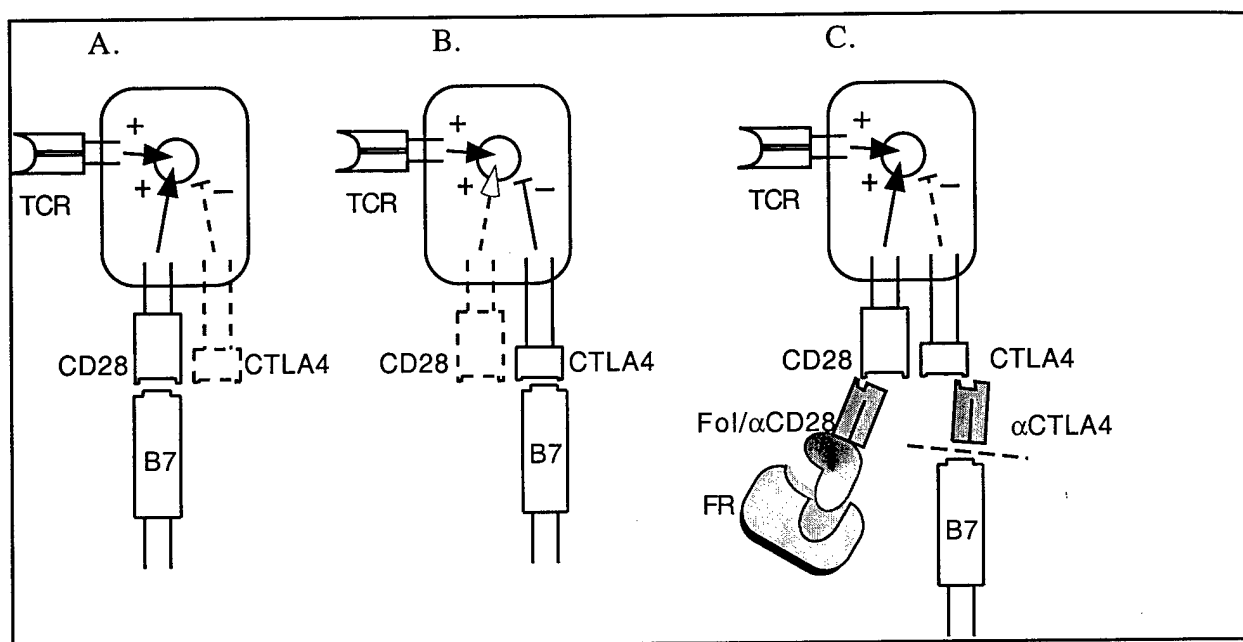 A.
+
+
−
TCR
CD28
CTLA4
B7
B.
+
+
−
TCR
CD28
CTLA4
B7
C.
+
+
−
TCR
CD28
CTLA4
Fol/αCD28
αCTLA4
FR
B7